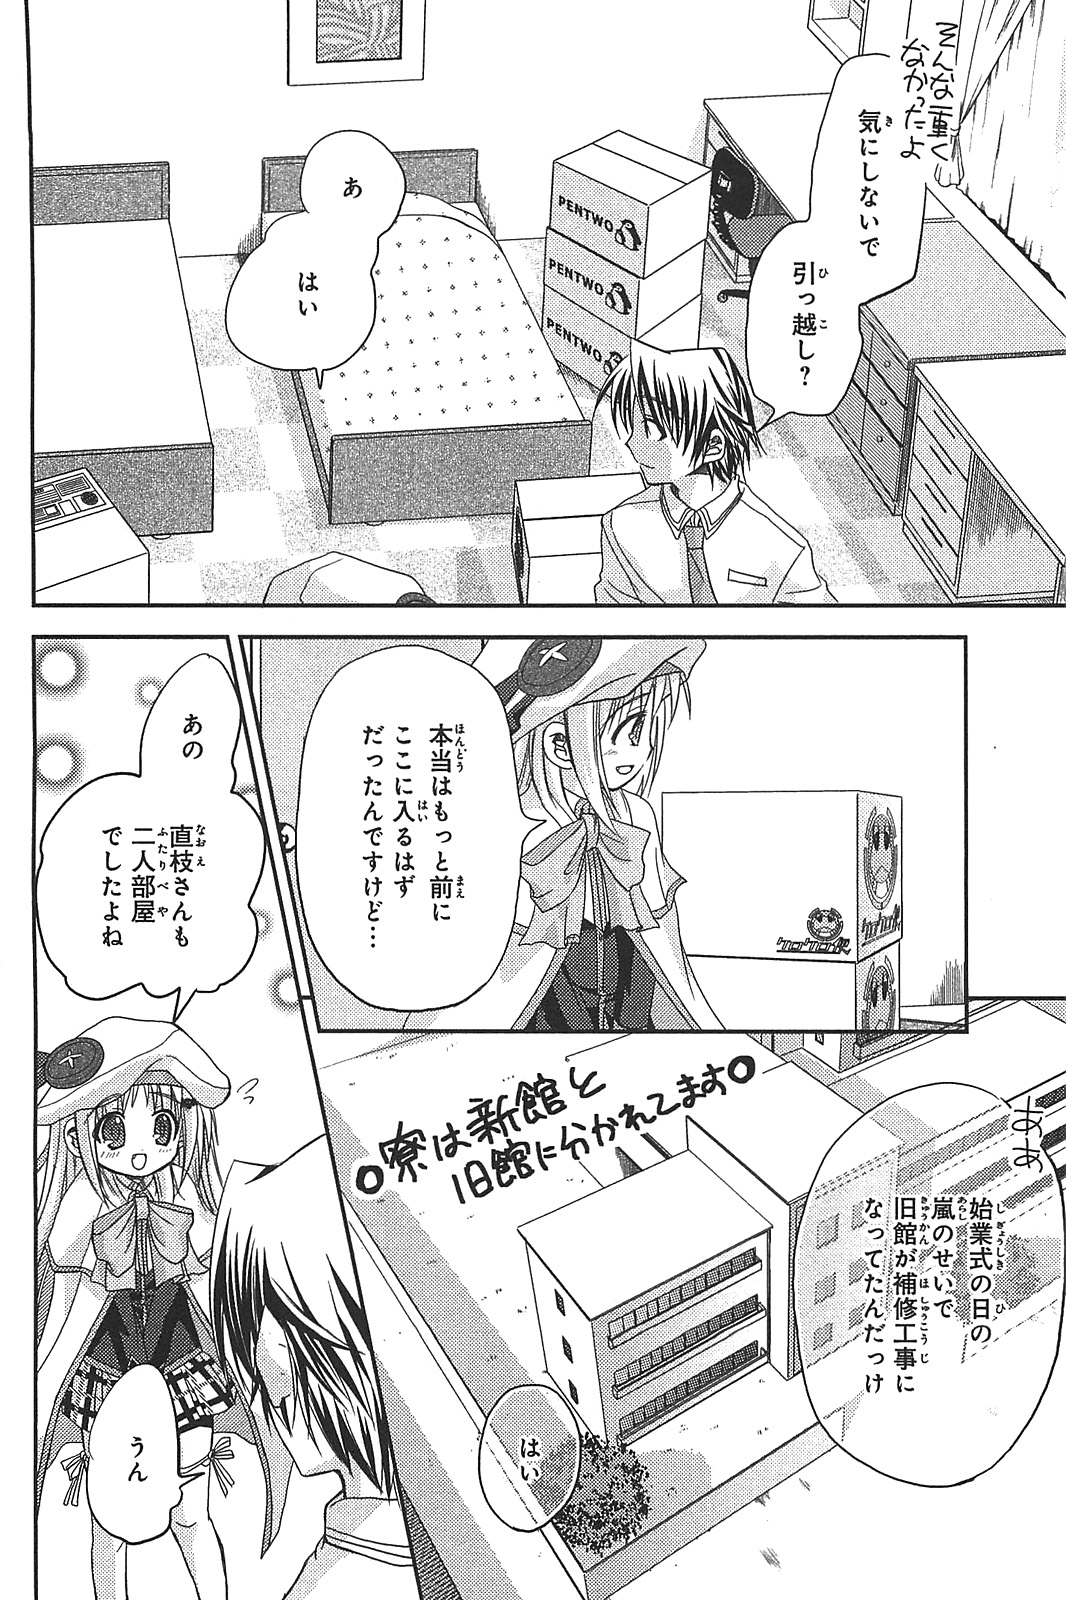 そんな重く
なかったよ
気にしないで
引っ越し?
あ
はい
PENTWO
PENTWO
PENTWO
本当はもっと前に
ここに入るはず
だったんですけど…
ケロケロ便
ああ
始業式の日の
嵐のせいで
旧館が補修工事に
なってたんだっけ
寮は新館と
旧館に分かれてます
はい
あの
直枝さんも
二人部屋
でしたよね
うん